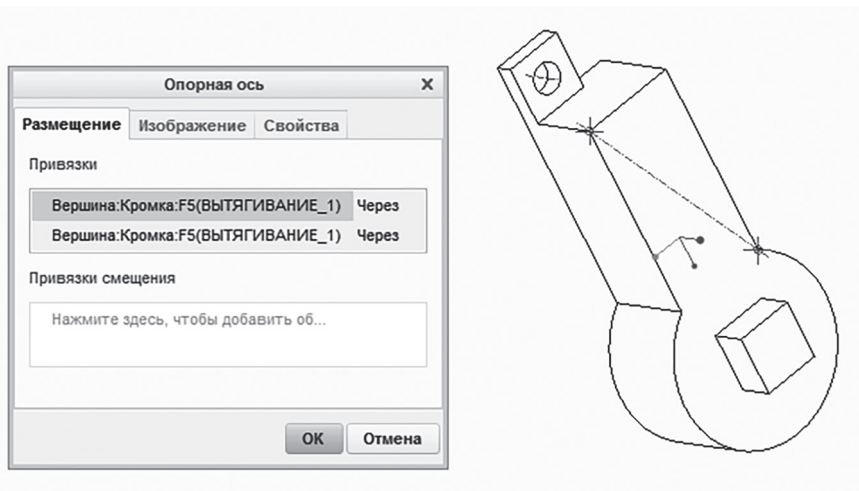 Опорная ось
Размещение Изображение Свойства
Привязки
Вершина:Кромка:F5(ВЫТЯГИВАНИЕ_1) Через
Вершина:Кромка:F5(ВЫТЯГИВАНИЕ_1) Через
Привязки смещения
Нажмите здесь, чтобы добавить об...
OK Отмена